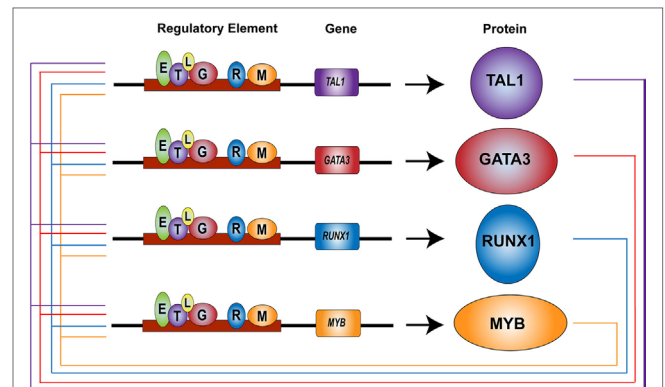 Regulatory Element Gene Protein
E T L G R M TAL1 TAL1
E T L G R M GATA3 GATA3
E T L G R M RUNX1 RUNX1
E T L G R M MYB MYB